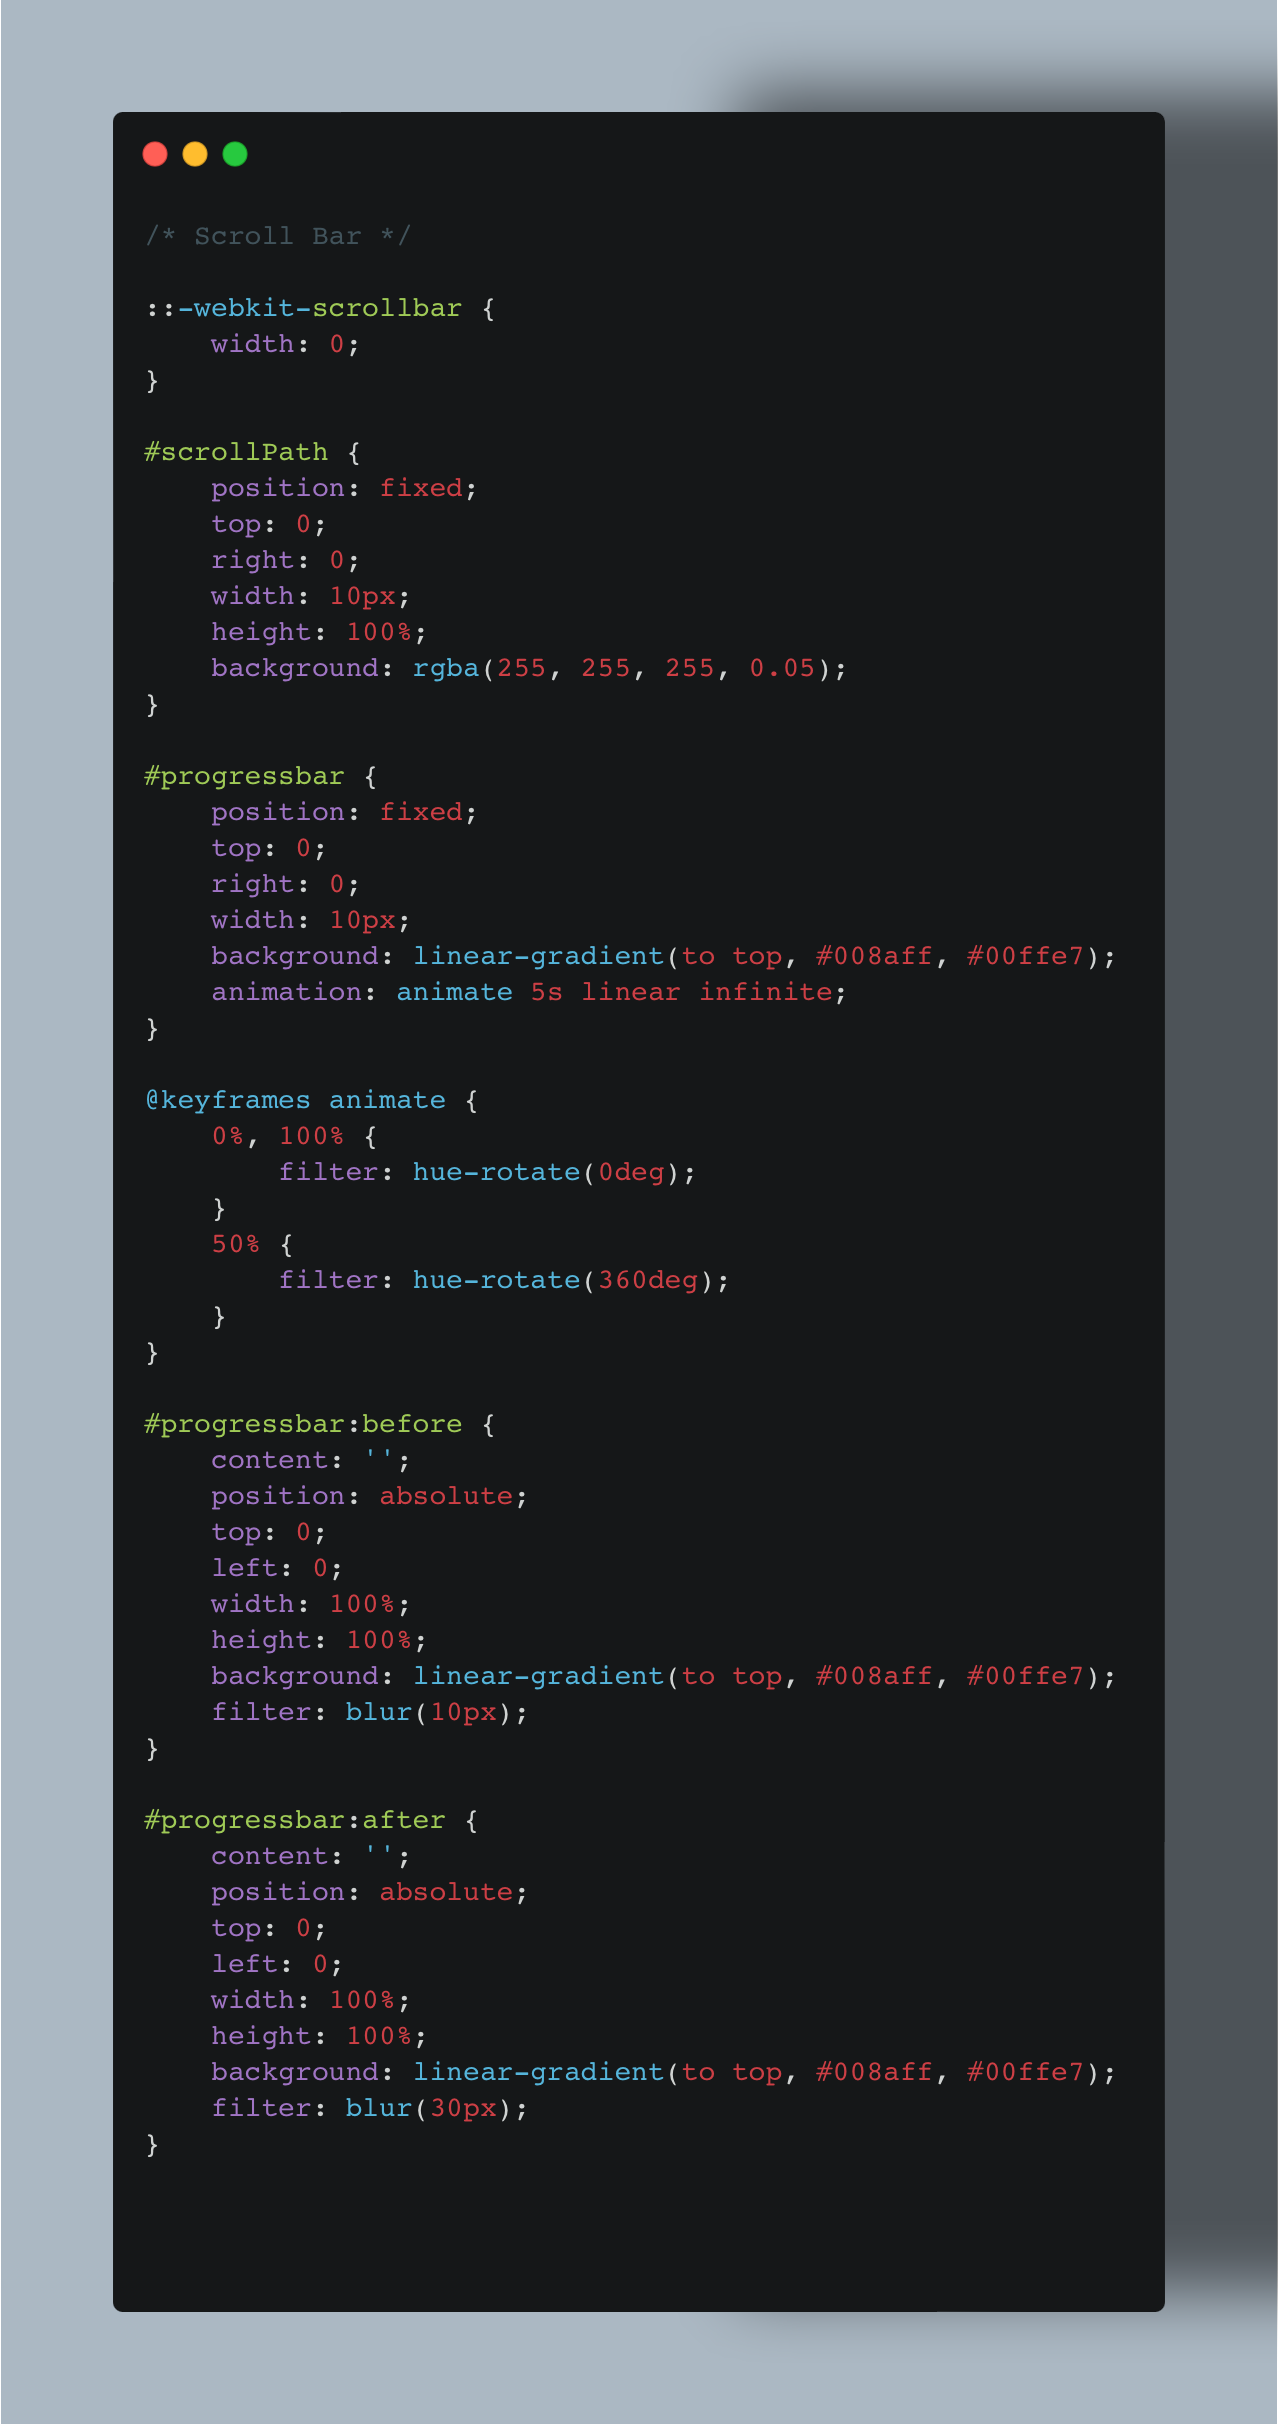 /* Scroll Bar */

::-webkit-scrollbar {
    width: 0;
}

#scrollPath {
    position: fixed;
    top: 0;
    right: 0;
    width: 10px;
    height: 100%;
    background: rgba(255, 255, 255, 0.05);
}

#progressbar {
    position: fixed;
    top: 0;
    right: 0;
    width: 10px;
    background: linear-gradient(to top, #008aff, #00ffe7);
    animation: animate 5s linear infinite;
}

@keyframes animate {
    0%, 100% {
        filter: hue-rotate(0deg);
    }
    50% {
        filter: hue-rotate(360deg);
    }
}

#progressbar:before {
    content: '';
    position: absolute;
    top: 0;
    left: 0;
    width: 100%;
    height: 100%;
    background: linear-gradient(to top, #008aff, #00ffe7);
    filter: blur(10px);
}

#progressbar:after {
    content: '';
    position: absolute;
    top: 0;
    left: 0;
    width: 100%;
    height: 100%;
    background: linear-gradient(to top, #008aff, #00ffe7);
    filter: blur(30px);
}